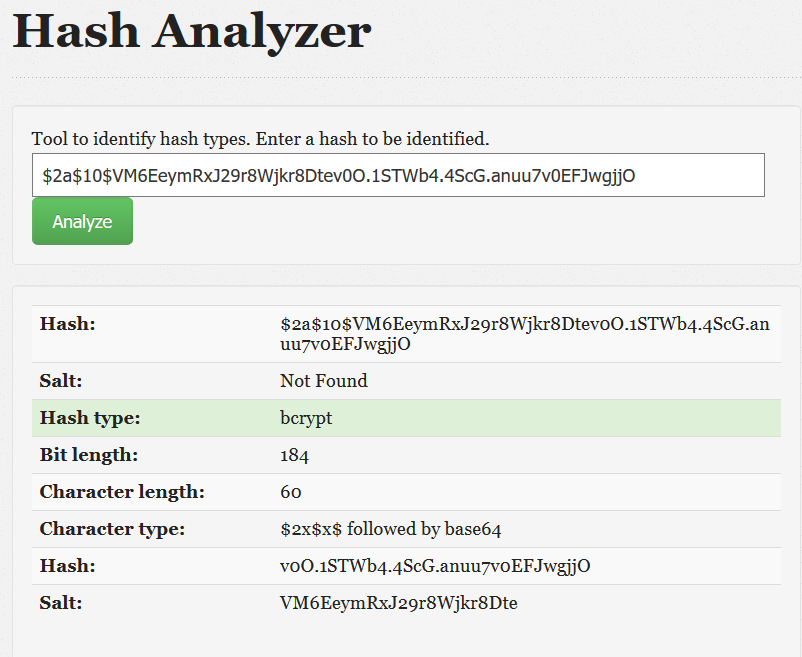 Hash Analyzer
Tool to identify hash types. Enter a hash to be identified.
$2a$10$VM6EeymRxJ29r8Wjkr8Dtev0O.1STWb4.4ScG.anuu7v0EFJwgjjO
Analyze
Hash: $2a$10$VM6EeymRxJ29r8Wjkr8Dtev0O.1STWb4.4ScG.an
uu7v0EFJwgjjO
Salt: Not Found
Hash type: bcrypt
Bit length: 184
Character length: 60
Character type: $2x$x$ followed by base64
Hash: v0O.1STWb4.4ScG.anuu7v0EFJwgjjO
Salt: VM6EeymRxJ29r8Wjkr8Dte